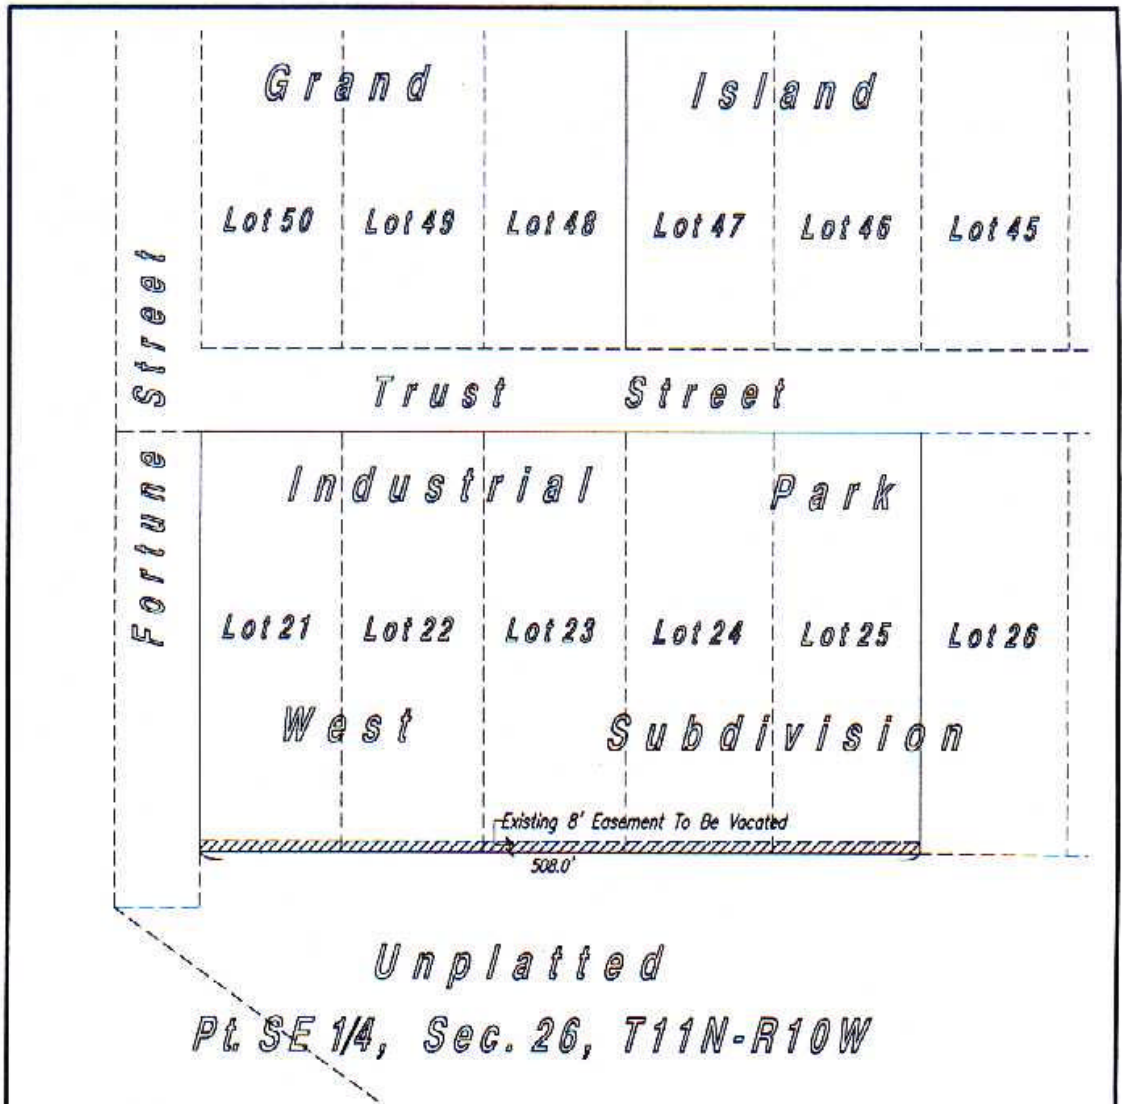 Grand Island
Lot 50 Lot 49 Lot 48 Lot 47 Lot 46 Lot 45
Fortune Street
Trust Street
Industrial Park
Lot 21 Lot 22 Lot 23 Lot 24 Lot 25 Lot 26
West Subdivision
Existing 8' Easement To Be Vacated
508.0'
Unplatted
Pt. SE 1/4, Sec. 26, T11N-R10W